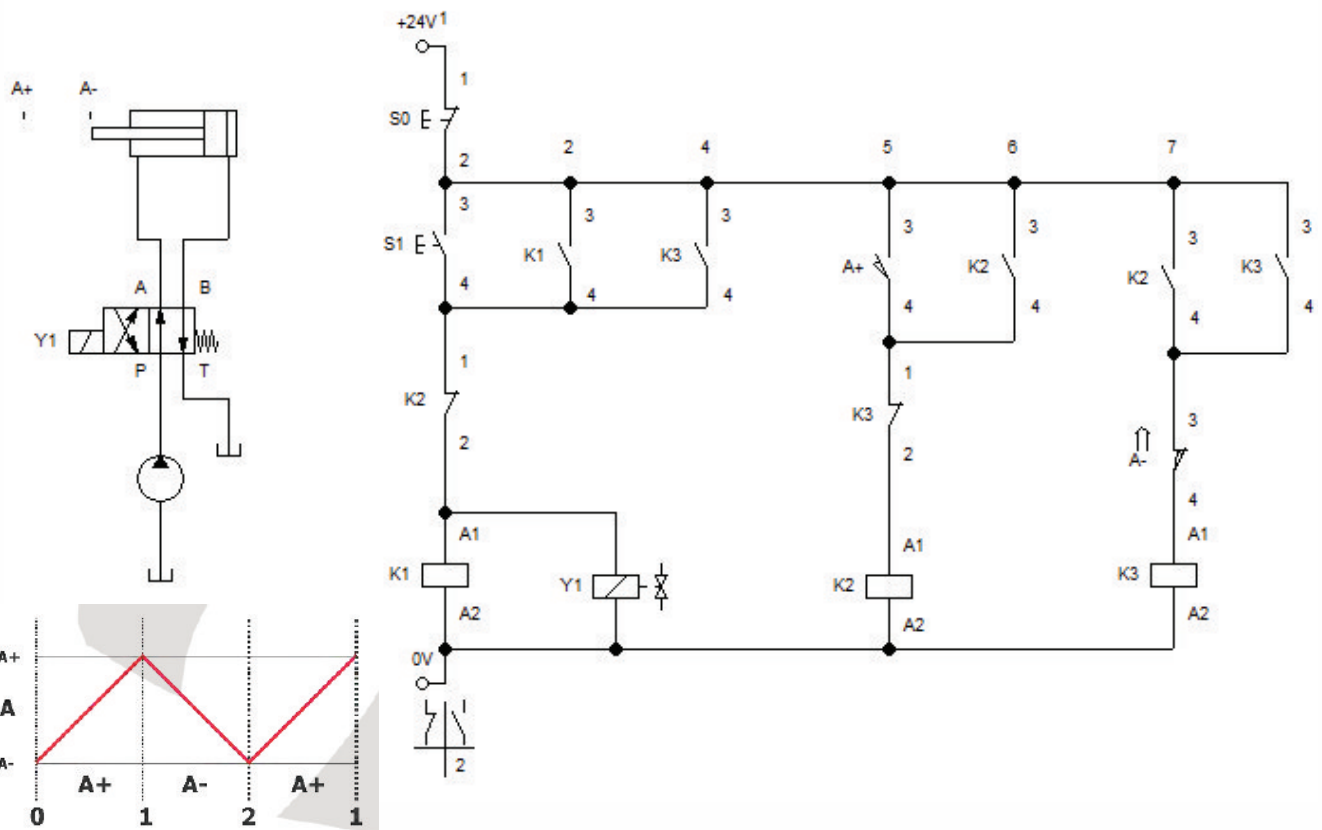 A+ A-
A B
Y1
P T
A+
A
A-
A+ A- A+
0 1 2 1
+24V 1
1
S0
2 2 4 5 6 7
3 3 3 3 3 3 3
S1 K1 K3 A+ K2 K2 K3
4 4 4 4 4 4 4
1 1
K2 K3
2 2
3
A-
4
A1 A1 A1
K1 Y1 K2 K3
A2 A2 A2
0V
2